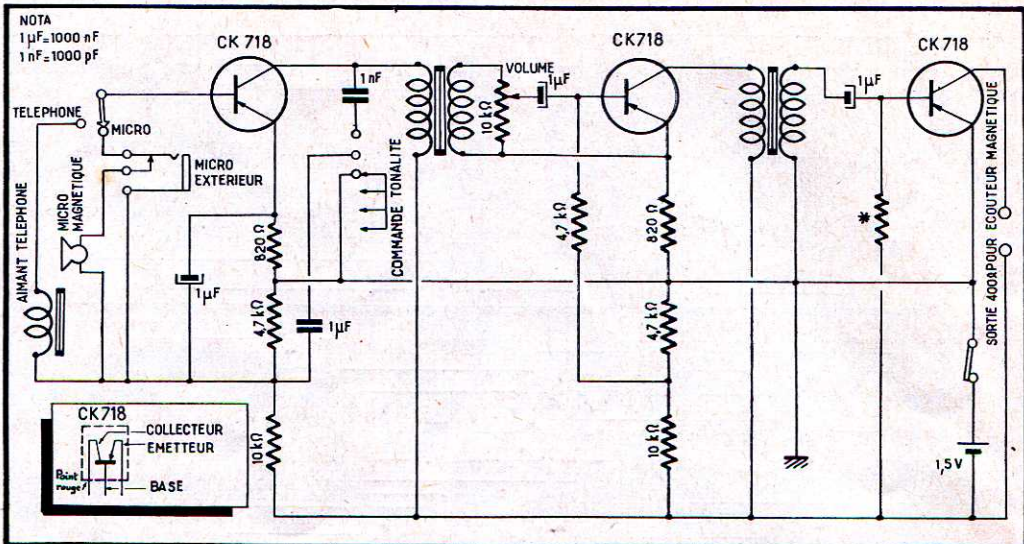 NOTA
1 µF=1000 nF
1 nF=1000 pF
CK 718
CK718
CK 718
1 nF
VOLUME
10 kΩ
1µF
1µF
TELEPHONE
MICRO
MICRO
EXTERIEUR
MICRO
MAGNETIQUE
AIMANT TELEPHONE
COMMANDE TONALITÉ
820 Ω
4,7 kΩ
820 Ω
*
1µF
4,7 kΩ
1µF
4,7 kΩ
SORTIE 400Ω POUR ECOUTEUR MAGNETIQUE
10 kΩ
10 kΩ
1,5 V
CK718
COLLECTEUR
EMETTEUR
Point
rouge
BASE